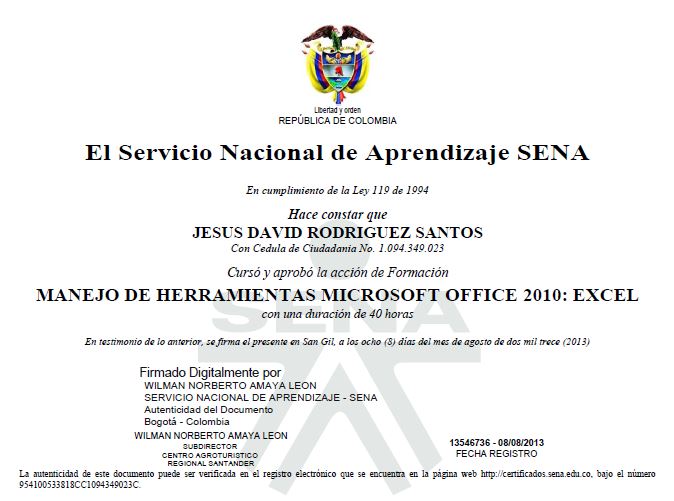 Libertad y orden
REPÚBLICA DE COLOMBIA
El Servicio Nacional de Aprendizaje SENA
En cumplimiento de la Ley 119 de 1994
Hace constar que
JESUS DAVID RODRIGUEZ SANTOS
Con Cedula de Ciudadania No. 1.094.349.023
Cursó y aprobó la acción de Formación
MANEJO DE HERRAMIENTAS MICROSOFT OFFICE 2010: EXCEL
con una duración de 40 horas
SENA
En testimonio de lo anterior, se firma el presente en San Gil, a los ocho (8) días del mes de agosto de dos mil trece (2013)
Firmado Digitalmente por
WILMAN NORBERTO AMAYA LEON
SERVICIO NACIONAL DE APRENDIZAJE - SENA
Autenticidad del Documento
Bogotá - Colombia
WILMAN NORBERTO AMAYA LEON
SUBDIRECTOR
CENTRO AGROTURISTICO
REGIONAL SANTANDER
13546736 - 08/08/2013
FECHA REGISTRO
La autenticidad de este documento puede ser verificada en el registro electrónico que se encuentra en la página web http://certificados.sena.edu.co, bajo el número
954100533818CC1094349023C.